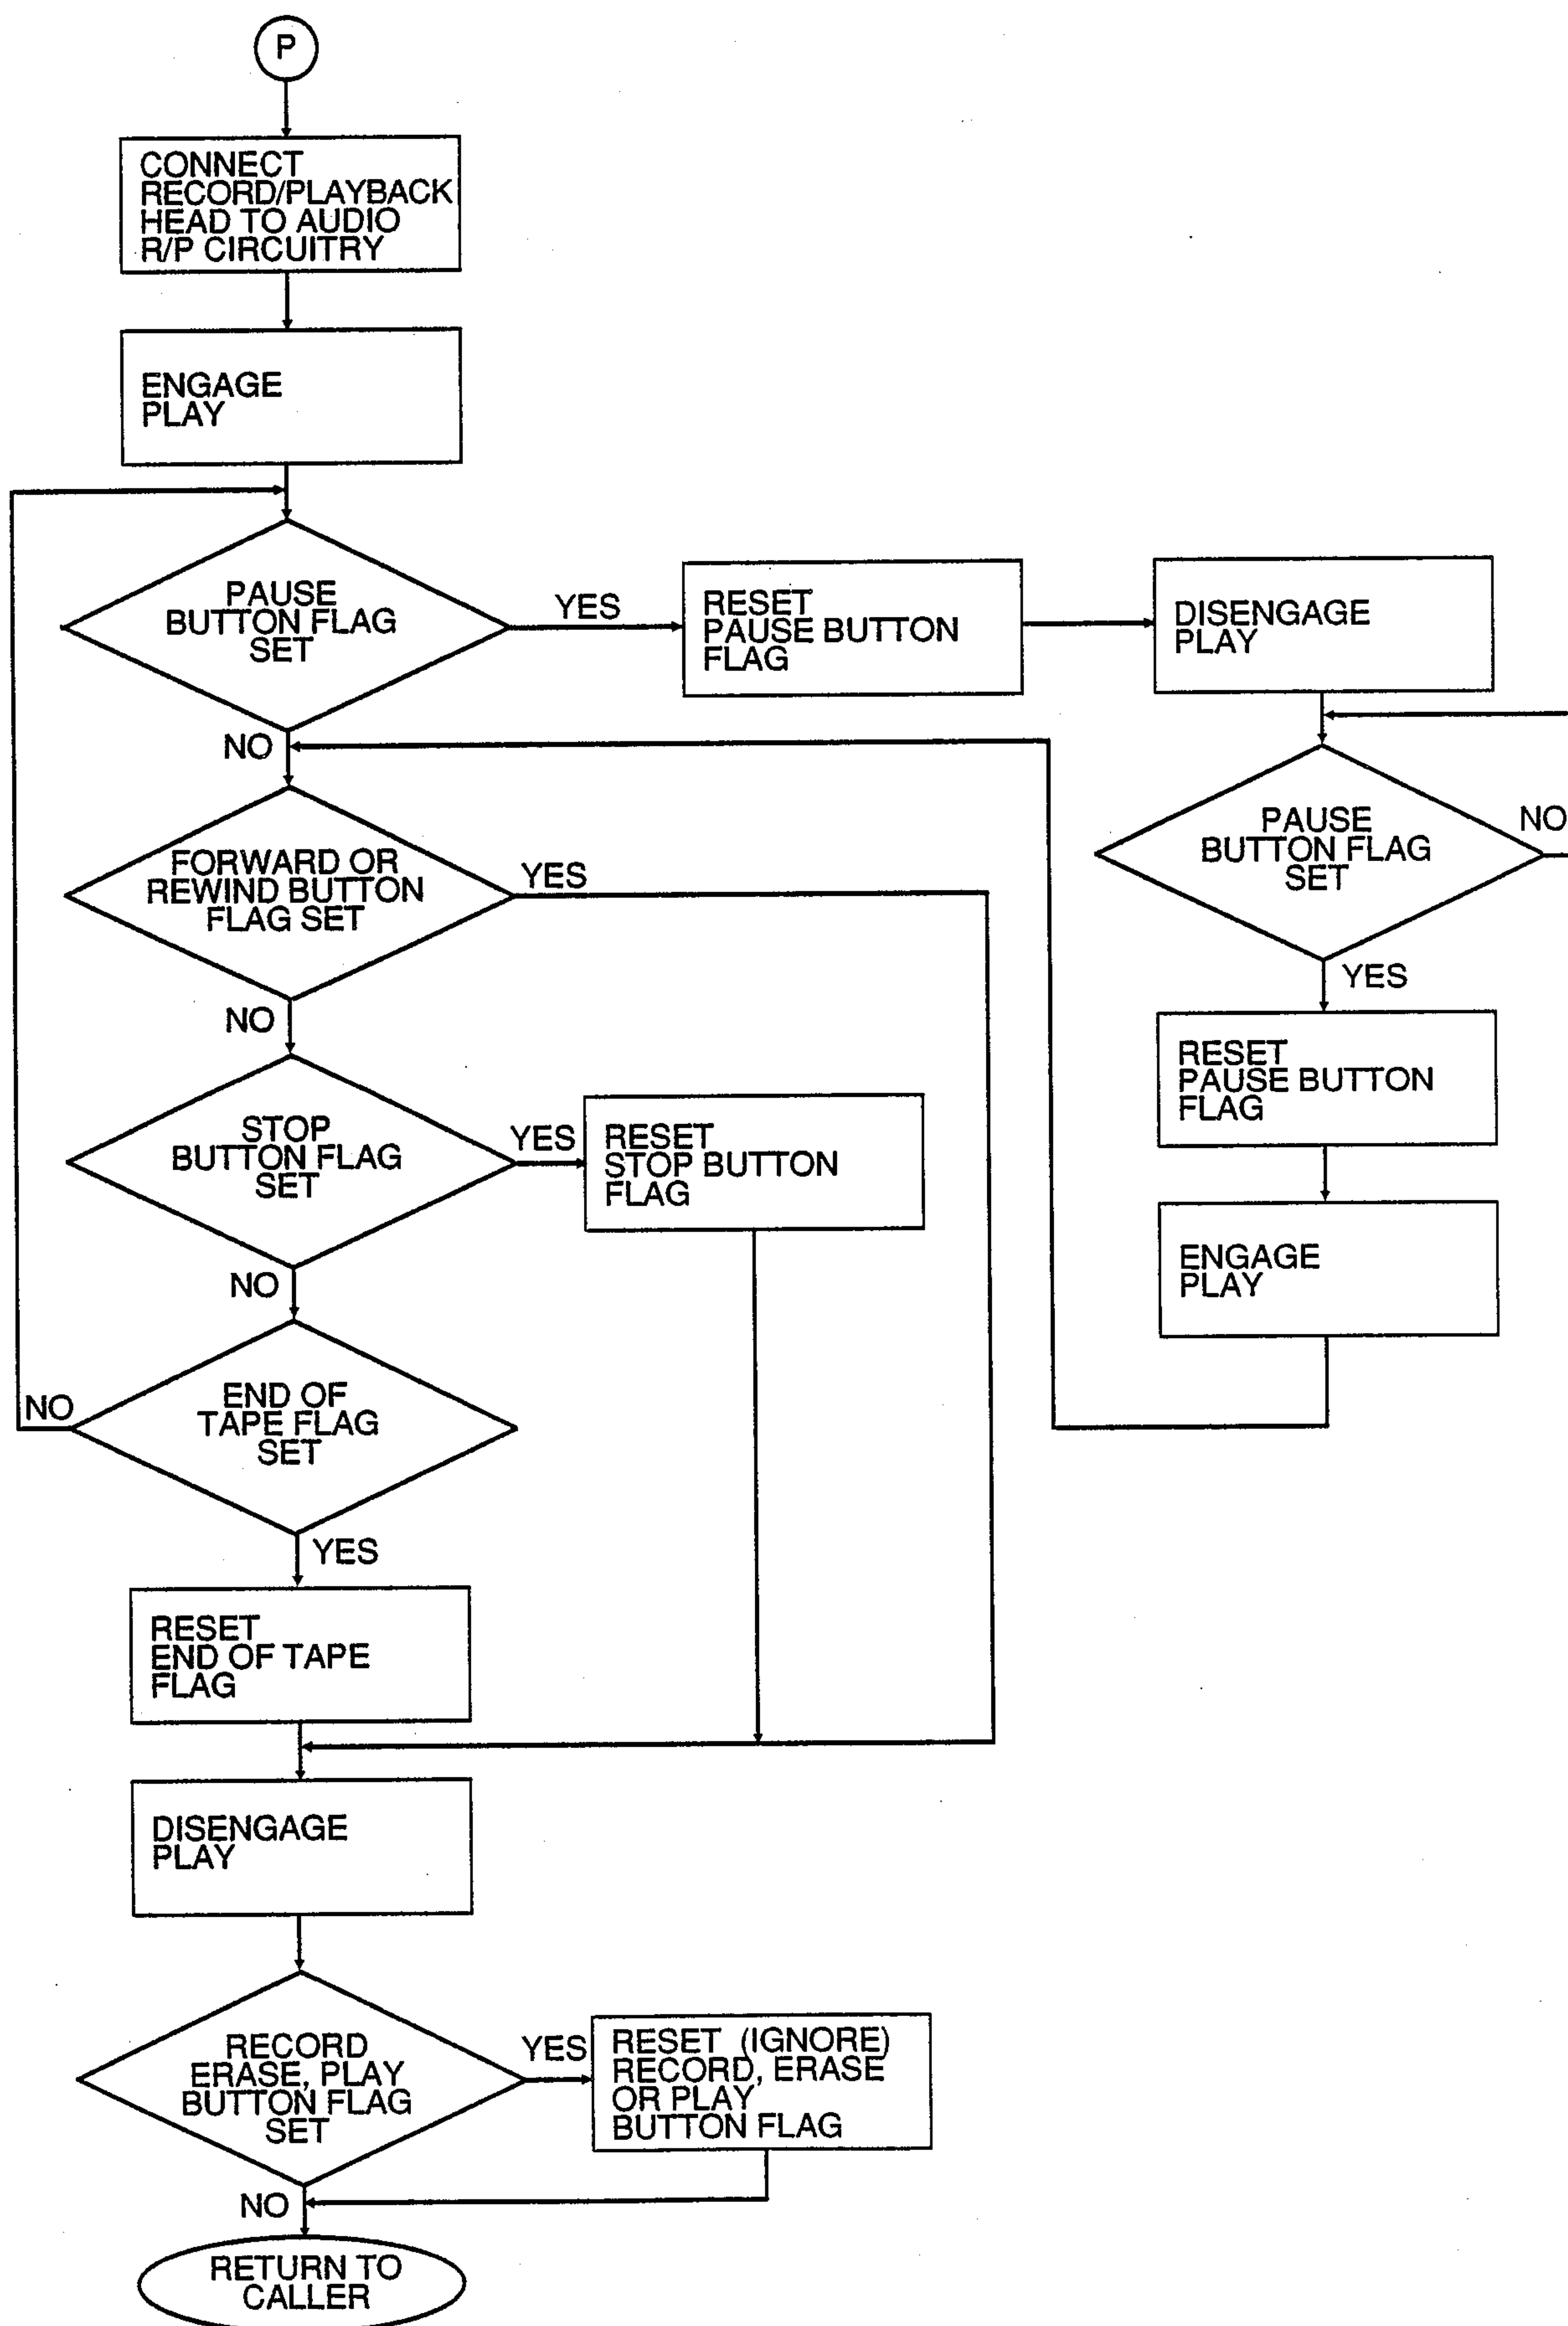 P
CONNECT
RECORD/PLAYBACK
HEAD TO AUDIO
R/P CIRCUITRY
ENGAGE
PLAY
PAUSE
BUTTON FLAG
SET
YES
RESET
PAUSE BUTTON
FLAG
DISENGAGE
PLAY
NO
PAUSE
BUTTON FLAG
SET
NO
YES
RESET
PAUSE BUTTON
FLAG
ENGAGE
PLAY
FORWARD OR
REWIND BUTTON
FLAG SET
YES
NO
STOP
BUTTON FLAG
SET
YES
RESET
STOP BUTTON
FLAG
NO
END OF
TAPE FLAG
SET
NO
YES
RESET
END OF TAPE
FLAG
DISENGAGE
PLAY
RECORD
ERASE, PLAY
BUTTON FLAG
SET
YES
RESET (IGNORE)
RECORD, ERASE
OR PLAY
BUTTON FLAG
NO
RETURN TO
CALLER